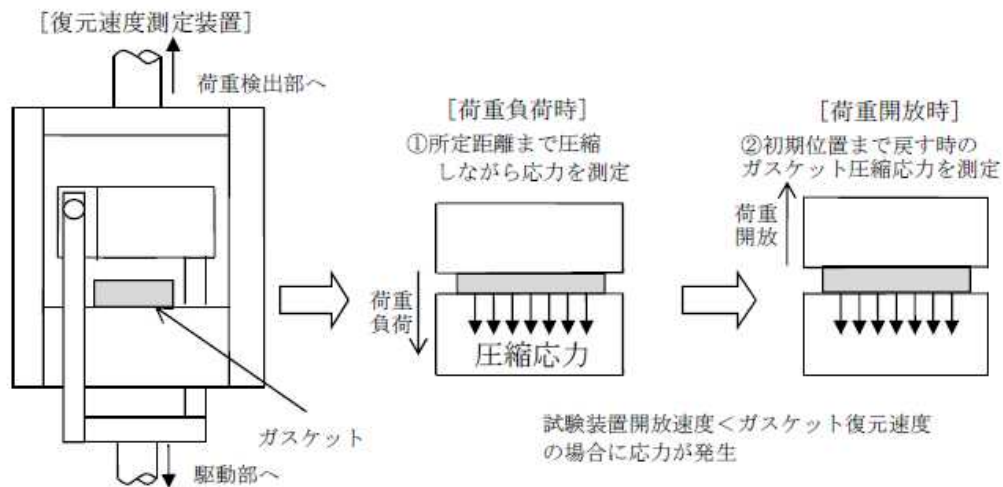 [復元速度測定装置]
荷重検出部へ
ガスケット
駆動部へ
[荷重負荷時]
①所定距離まで圧縮
しながら応力を測定
荷重
負荷
圧縮応力
[荷重開放時]
②初期位置まで戻す時の
ガスケット圧縮応力を測定
荷重
開放
試験装置開放速度<ガスケット復元速度
の場合に応力が発生